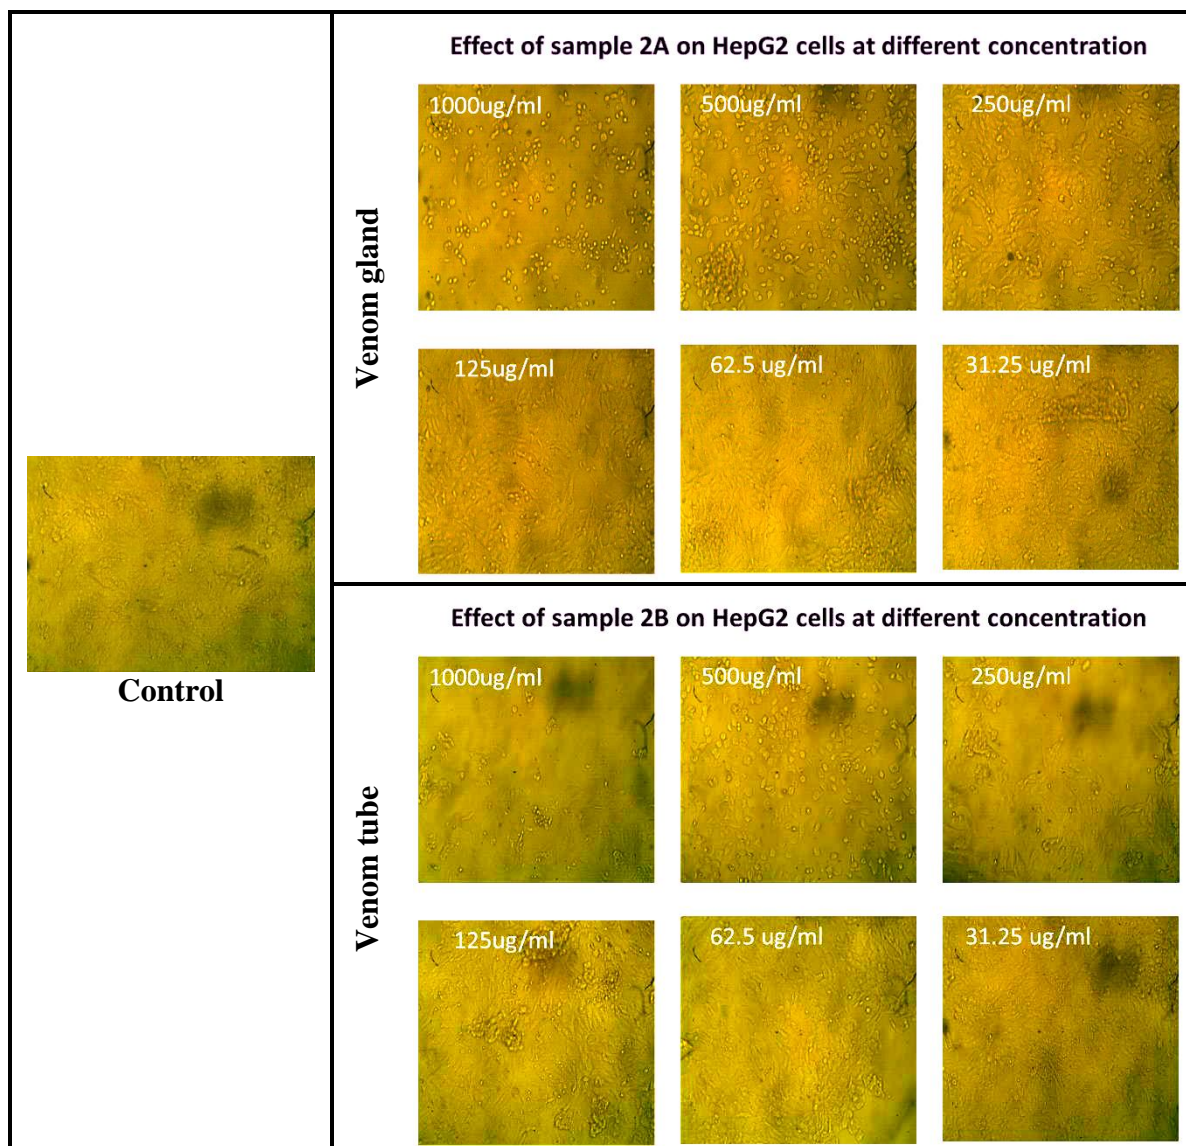 Control
Venom gland
Effect of sample 2A on HepG2 cells at different concentration
1000ug/ml
500ug/ml
250ug/ml
125ug/ml
62.5 ug/ml
31.25 ug/ml
Venom tube
Effect of sample 2B on HepG2 cells at different concentration
1000ug/ml
500ug/ml
250ug/ml
125ug/ml
62.5 ug/ml
31.25 ug/ml